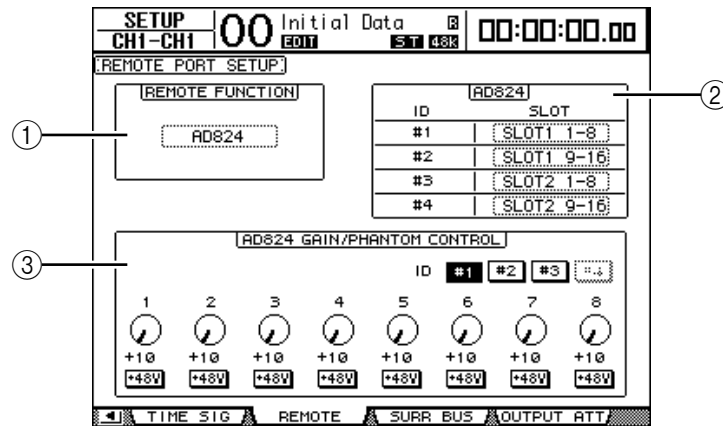 SETUP
CH1-CH1
00 Initial Data R
EDIT ST 48K
00:00:00.00
REMOTE PORT SETUP
REMOTE FUNCTION
AD824
1
AD824
ID SLOT
#1 SLOT1 1-8
#2 SLOT1 9-16
#3 SLOT2 1-8
#4 SLOT2 9-16
2
3
AD824 GAIN/PHANTOM CONTROL
ID #1 #2 #3
1 2 3 4 5 6 7 8
+10 +10 +10 +10 +10 +10 +10 +10
+48V +48V +48V +48V +48V +48V +48V +48V
TIME SIG REMOTE SURR BUS OUTPUT ATT